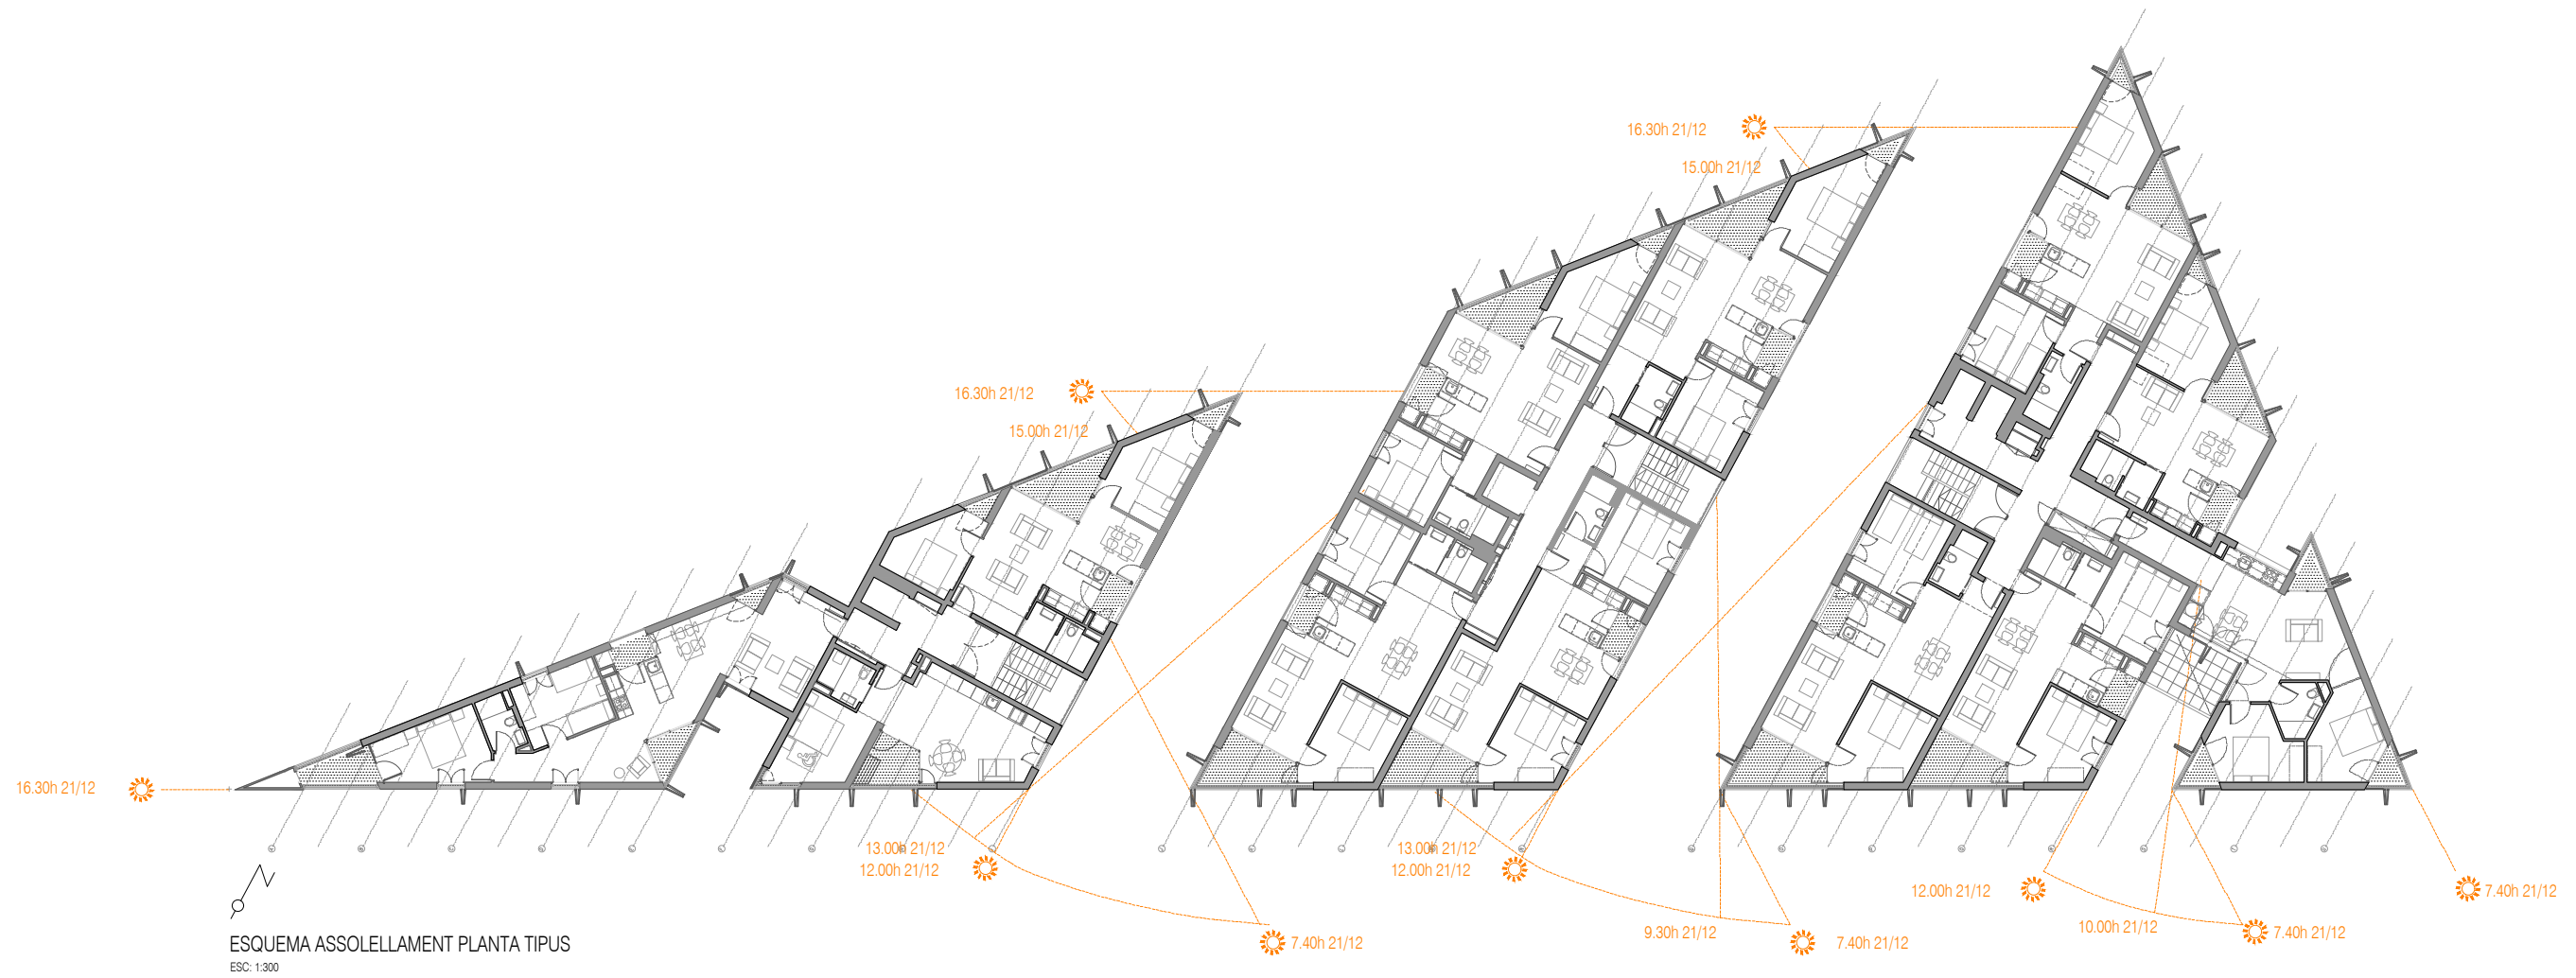 16.30h 21/12
15.00h 21/12
16.30h 21/12
15.00h 21/12
16.30h 21/12
13.00h 21/12
12.00h 21/12
13.00h 21/12
12.00h 21/12
12.00h 21/12
7.40h 21/12
10.00h 21/12
9.30h 21/12
7.40h 21/12
7.40h 21/12
7.40h 21/12
ESQUEMA ASSOLELLAMENT PLANTA TIPUS
ESC: 1:300